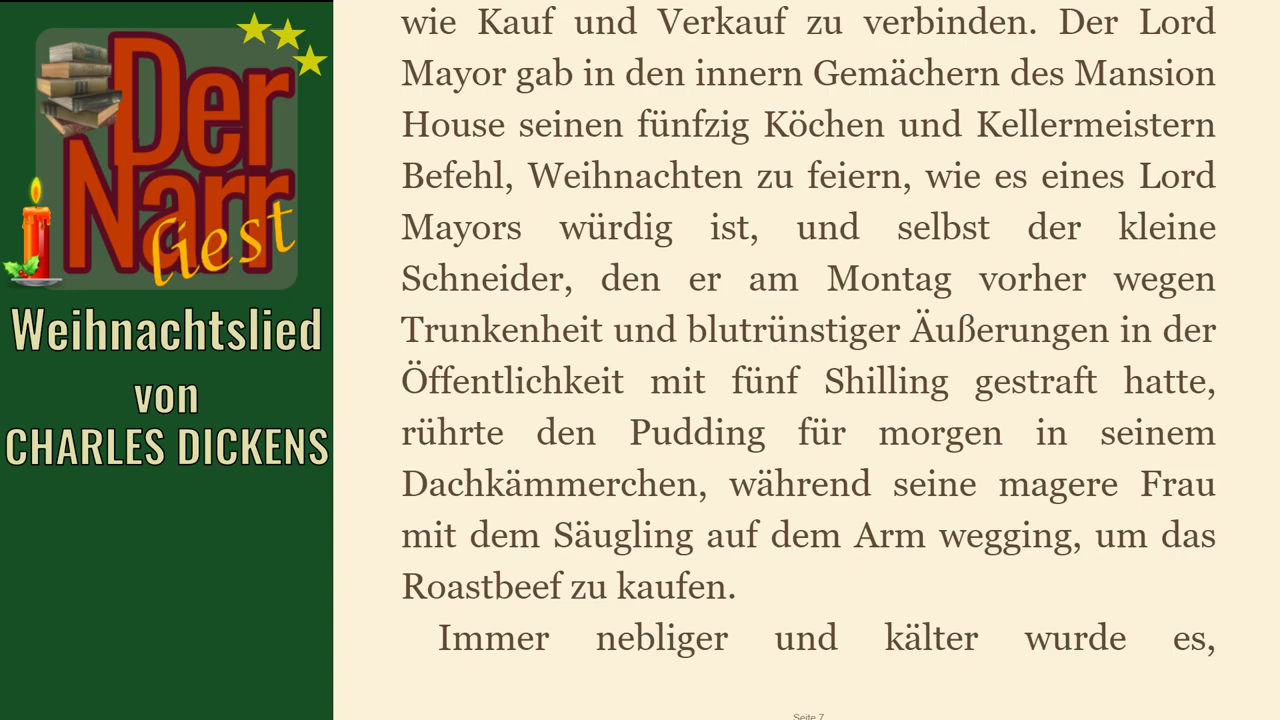 Der
Narr
liest
Weihnachtslied
von
CHARLES DICKENS
wie Kauf und Verkauf zu verbinden. Der Lord
Mayor gab in den innern Gemächern des Mansion
House seinen fünfzig Köchen und Kellermeistern
Befehl, Weihnachten zu feiern, wie es eines Lord
Mayors würdig ist, und selbst der kleine
Schneider, den er am Montag vorher wegen
Trunkenheit und blutrünstiger Äußerungen in der
Öffentlichkeit mit fünf Shilling gestraft hatte,
rührte den Pudding für morgen in seinem
Dachkämmerchen, während seine magere Frau
mit dem Säugling auf dem Arm wegging, um das
Roastbeef zu kaufen.
Immer nebliger und kälter wurde es,
Seite 7